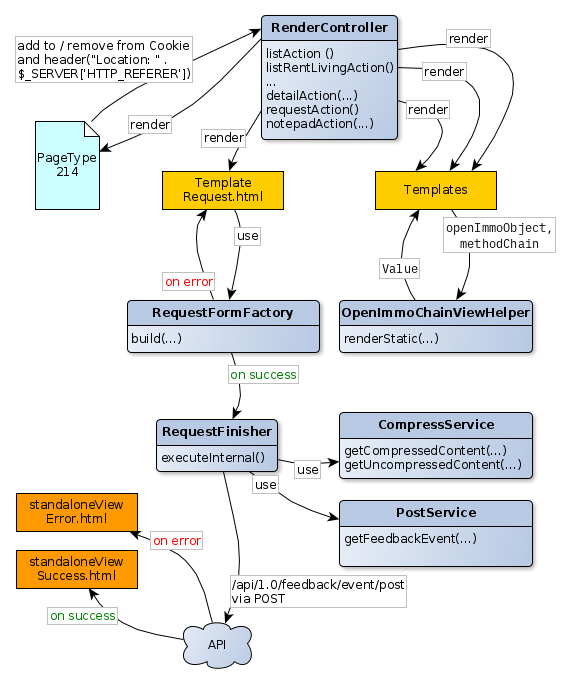 RenderController
listAction ()
listRentLivingAction()
...
detailAction(...)
requestAction()
notepadAction(...)
add to / remove from Cookie
and header("Location: " .
$_SERVER['HTTP_REFERER'])
render
render
render
render
render
PageType
214
Template
Request.html
Templates
use
on error
openImmoObject,
methodChain
Value
RequestFormFactory
build(...)
OpenImmoChainViewHelper
renderStatic(...)
on success
RequestFinisher
executeInternal()
CompressService
getCompressedContent(...)
getUncompressedContent(...)
use
use
PostService
getFeedbackEvent(...)
standaloneView
Error.html
on error
standaloneView
Success.html
on success
/api/1.0/feedback/event/post
via POST
API